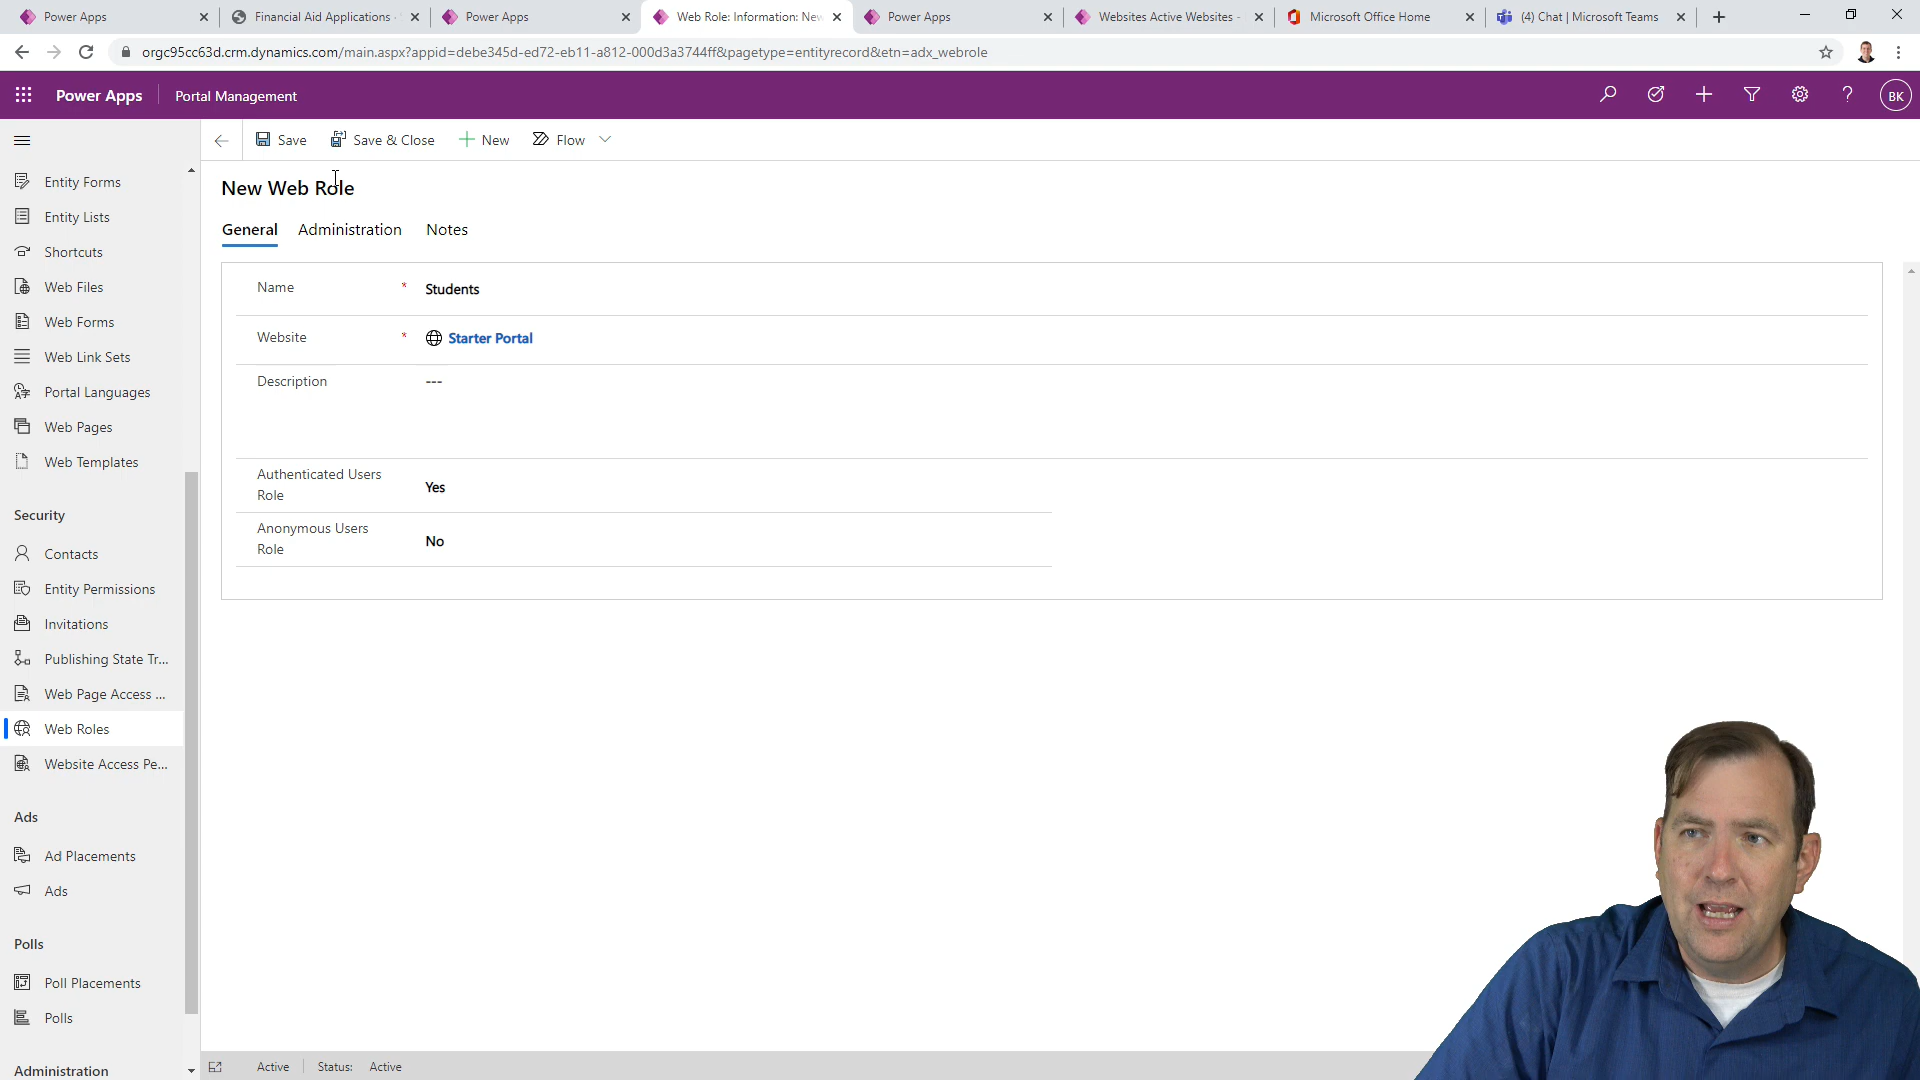 Power Apps
Financial Aid Applications
Power Apps
Web Role: Information: New
Power Apps
Websites Active Websites -
Microsoft Office Home
(4) Chat | Microsoft Teams
orgc95cc63d.crm.dynamics.com/main.aspx?appid=debe345d-ed72-eb11-a812-000d3a3744ff&pagetype=entityrecord&etn=adx_webrole
Power Apps
Portal Management
BK
Save
Save & Close
New
Flow
New Web Role
General
Administration
Notes
Entity Forms
Entity Lists
Shortcuts
Web Files
Web Forms
Web Link Sets
Portal Languages
Web Pages
Web Templates
Security
Contacts
Entity Permissions
Invitations
Publishing State Tr...
Web Page Access ...
Web Roles
Website Access Pe...
Ads
Ad Placements
Ads
Polls
Poll Placements
Polls
Administration
Name * Students
Website * Starter Portal
Description ---
Authenticated Users
Role
Yes
Anonymous Users
Role
No
Active
Status: Active